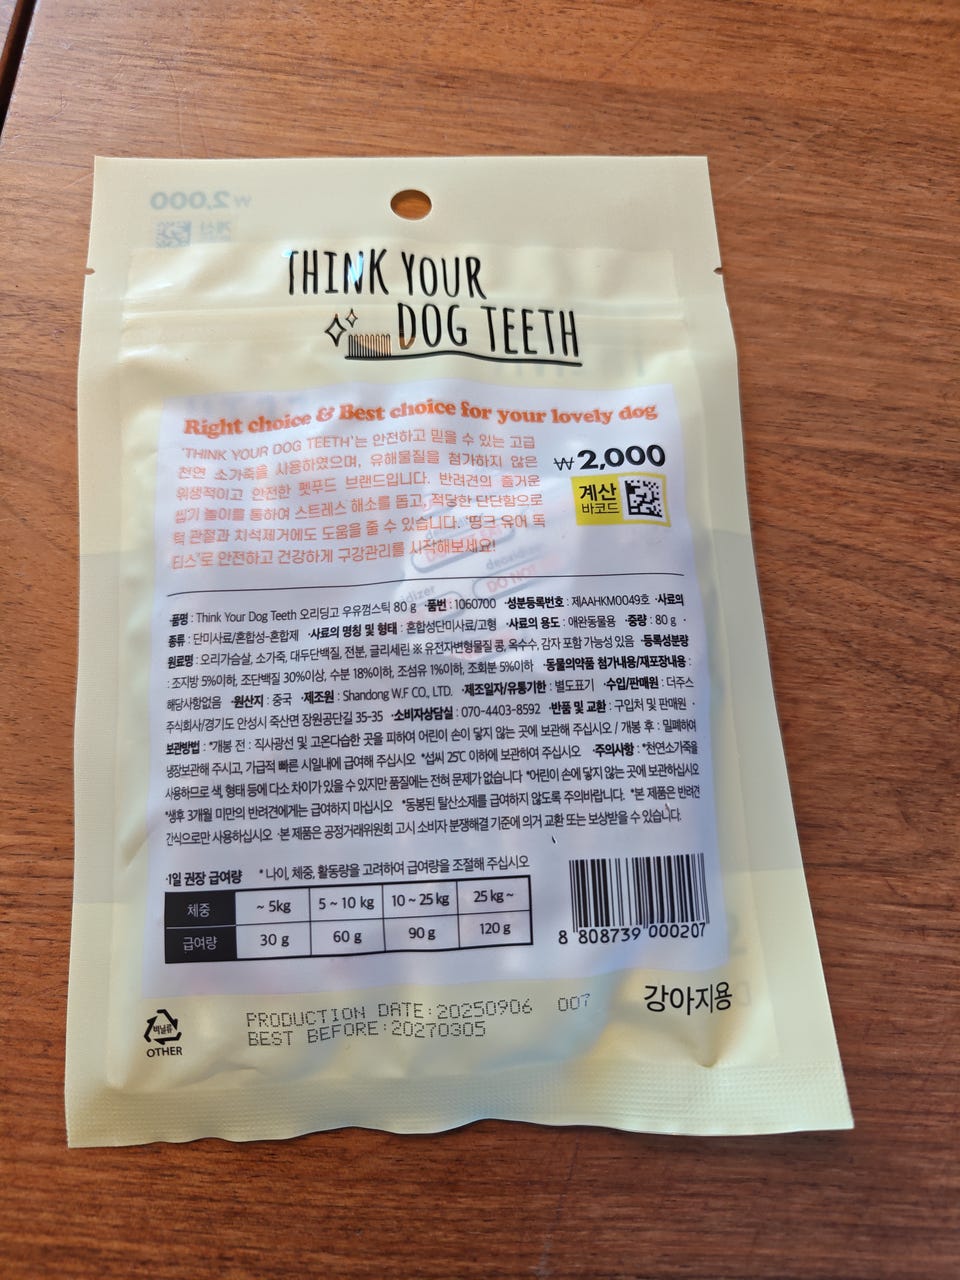 ₩2,000
계산
THINK YOUR
DOG TEETH
Right choice & Best choice for your lovely dog
'THINK YOUR DOG TEETH'는 안전하고 믿을 수 있는 고급
천연 소가죽을 사용하였으며, 유해물질을 첨가하지 않은
위생적이고 안전한 펫푸드 브랜드입니다. 반려견의 즐거운
씹기 놀이를 통하여 스트레스 해소를 돕고, 적당한 단단함으로
턱 관절과 치석제거에도 도움을 줄 수 있습니다. '띵크 유어 독
티스'로 안전하고 건강하게 구강관리를 시작해보세요!
₩2,000
계산
바코드
·품명 : Think Your Dog Teeth 오리딩고 우유껌스틱 80 g ·품번 : 1060700 ·성분등록번호 : 제AAHKM0049호 ·사료의
종류 : 단미사료/혼합성-혼합제 ·사료의 명칭 및 형태 : 혼합성단미사료/고형 ·사료의 용도 : 애완동물용 ·중량 : 80 g ·
원료명 : 오리가슴살, 소가죽, 대두단백질, 전분, 글리세린 ※ 유전자변형물질 콩, 옥수수, 감자 포함 가능성 있음 ·등록성분량
: 조지방 5%이하, 조단백질 30%이상, 수분 18%이하, 조섬유 1%이하, 조회분 5%이하 ·동물의약품 첨가내용/재포장내용 :
해당사항없음 ·원산지 : 중국 ·제조원 : Shandong W.F CO., LTD. ·제조일자/유통기한 : 별도표기 ·수입/판매원 : 더주스
주식회사/경기도 안성시 죽산면 장원공단길 35-35 ·소비자상담실 : 070-4403-8592 ·반품 및 교환 : 구입처 및 판매원 ·
보관방법 : *개봉 전 : 직사광선 및 고온다습한 곳을 피하여 어린이 손이 닿지 않는 곳에 보관해 주십시오 / 개봉 후 : 밀폐하여
냉장보관해 주시고, 가급적 빠른 시일내에 급여해 주십시오 *섭씨 25℃ 이하에 보관하여 주십시오 ·주의사항 : *천연소가죽을
사용하므로 색, 형태 등에 다소 차이가 있을 수 있지만 품질에는 전혀 문제가 없습니다 *어린이 손에 닿지 않는 곳에 보관하십시오
*생후 3개월 미만의 반려견에게는 급여하지 마십시오 *동봉된 탈산소제를 급여하지 않도록 주의바랍니다. *본 제품은 반려견
간식으로만 사용하십시오 ·본 제품은 공정거래위원회 고시 소비자 분쟁해결 기준에 의거 교환 또는 보상받을 수 있습니다.
·1일 권장 급여량 * 나이, 체중, 활동량을 고려하여 급여량을 조절해 주십시오
체중 ~ 5kg 5 ~ 10 kg 10 ~ 25 kg 25 kg ~
급여량 30 g 60 g 90 g 120 g
8 808739 000207
강아지용
비닐류
OTHER
PRODUCTION DATE:20250906 007
BEST BEFORE:20270305